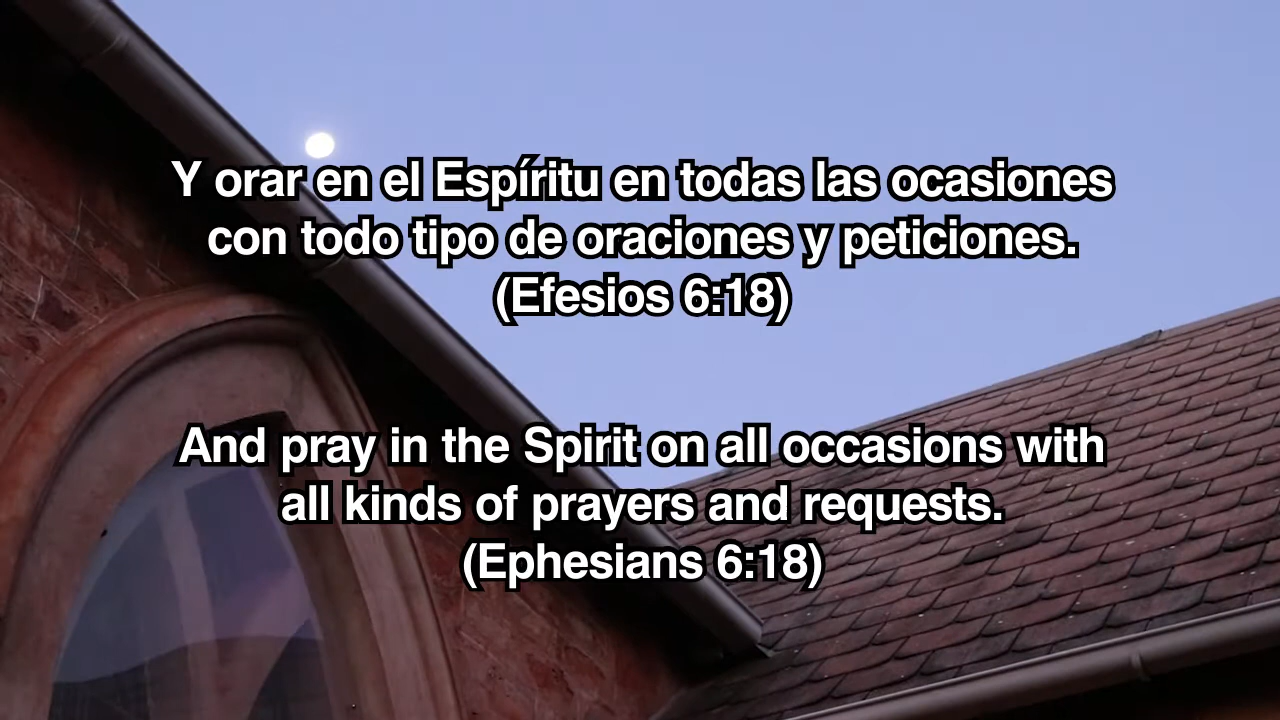 Y orar en el Espíritu en todas las ocasiones
con todo tipo de oraciones y peticiones.
(Efesios 6:18)
And pray in the Spirit on all occasions with
all kinds of prayers and requests.
(Ephesians 6:18)